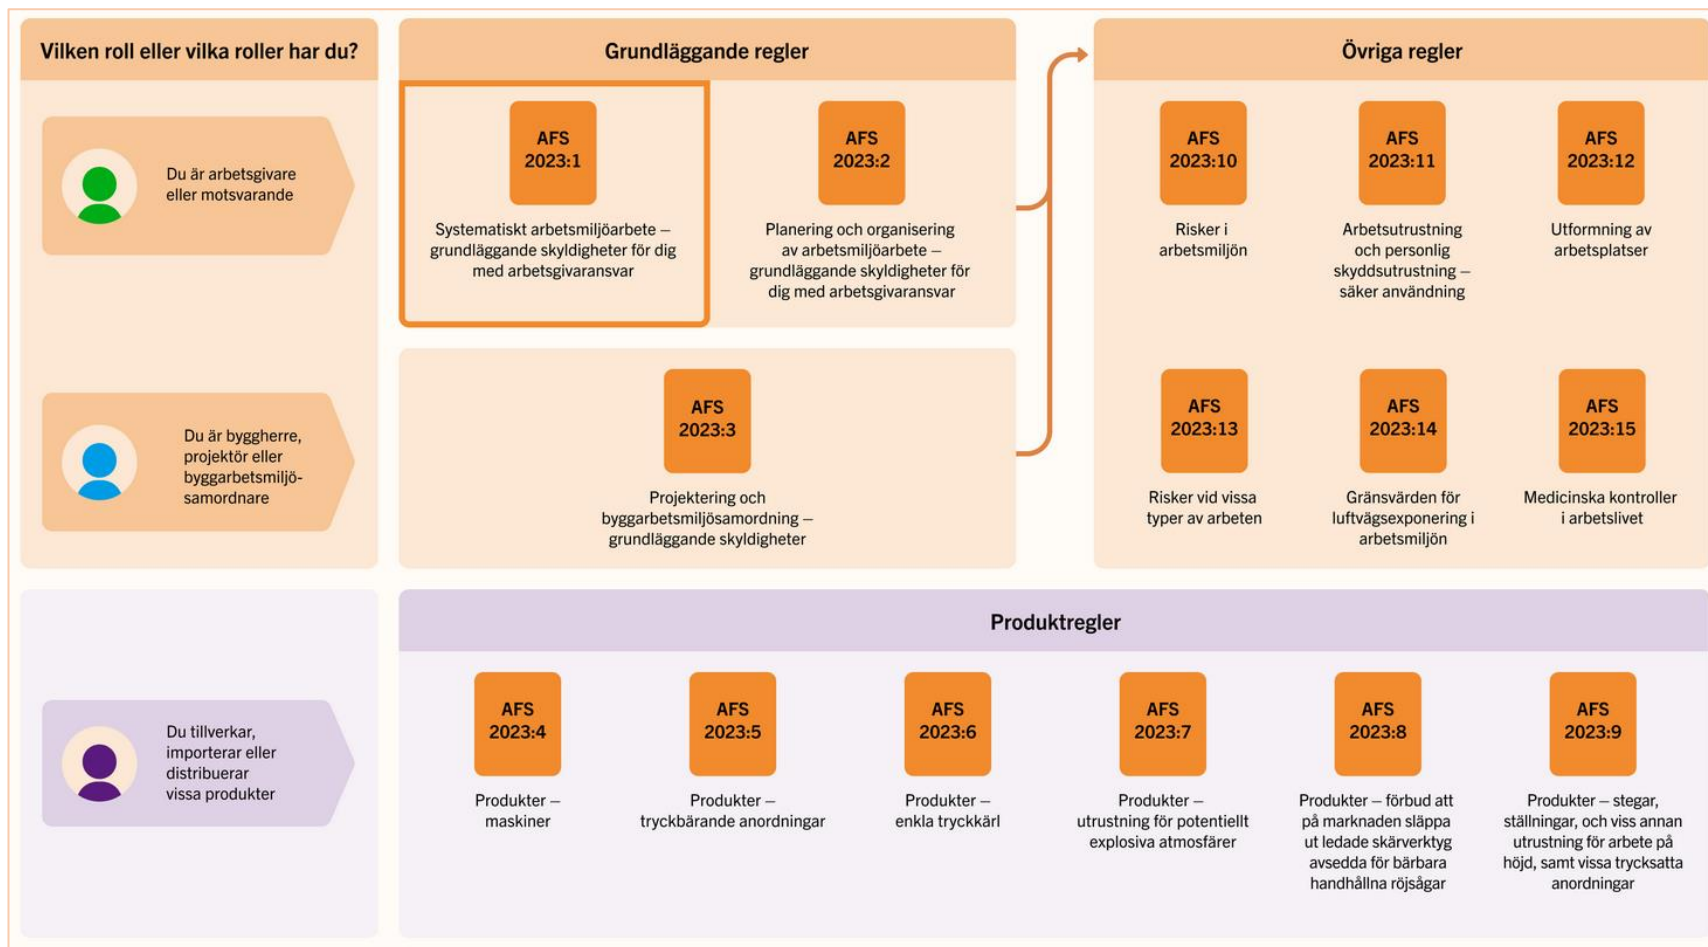 Vilken roll eller vilka roller har du?
Grundläggande regler
Övriga regler
Du är arbetsgivare
eller motsvarande
AFS
2023:1
Systematiskt arbetsmiljöarbete –
grundläggande skyldigheter för dig
med arbetsgivaransvar
AFS
2023:2
Planering och organisering
av arbetsmiljöarbete –
grundläggande skyldigheter för
dig med arbetsgivaransvar
AFS
2023:10
Risker i
arbetsmiljön
AFS
2023:11
Arbetsutrustning
och personlig
skyddsutrustning –
säker användning
AFS
2023:12
Utformning av
arbetsplatser
Du är byggherre,
projektör eller
byggarbetsmiljö-
samordnare
AFS
2023:3
Projektering och
byggarbetsmiljösamordning –
grundläggande skyldigheter
AFS
2023:13
Risker vid vissa
typer av arbeten
AFS
2023:14
Gränsvärden för
luftvägsexponering i
arbetsmiljön
AFS
2023:15
Medicinska kontroller
i arbetslivet
Produktregler
Du tillverkar,
importerar eller
distribuerar
vissa produkter
AFS
2023:4
Produkter –
maskiner
AFS
2023:5
Produkter –
tryckbärande anordningar
AFS
2023:6
Produkter –
enkla tryckkärl
AFS
2023:7
Produkter –
utrustning för potentiellt
explosiva atmosfärer
AFS
2023:8
Produkter – förbud att
på marknaden släppa
ut ledade skärverktyg
avsedda för bärbara
handhållna röjsågar
AFS
2023:9
Produkter – stegar,
ställningar, och viss annan
utrustning för arbete på
höjd, samt vissa trycksatta
anordningar